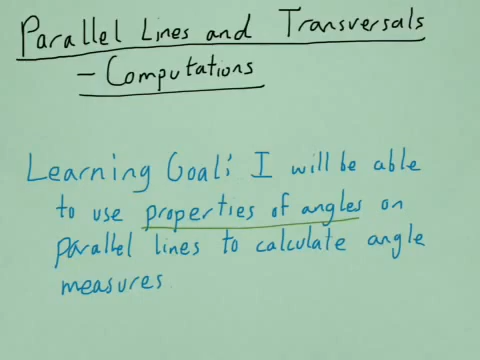 Parallel Lines and Transversals
- Computations
Learning Goal: I will be able
to use properties of angles on
parallel lines to calculate angle
measures.